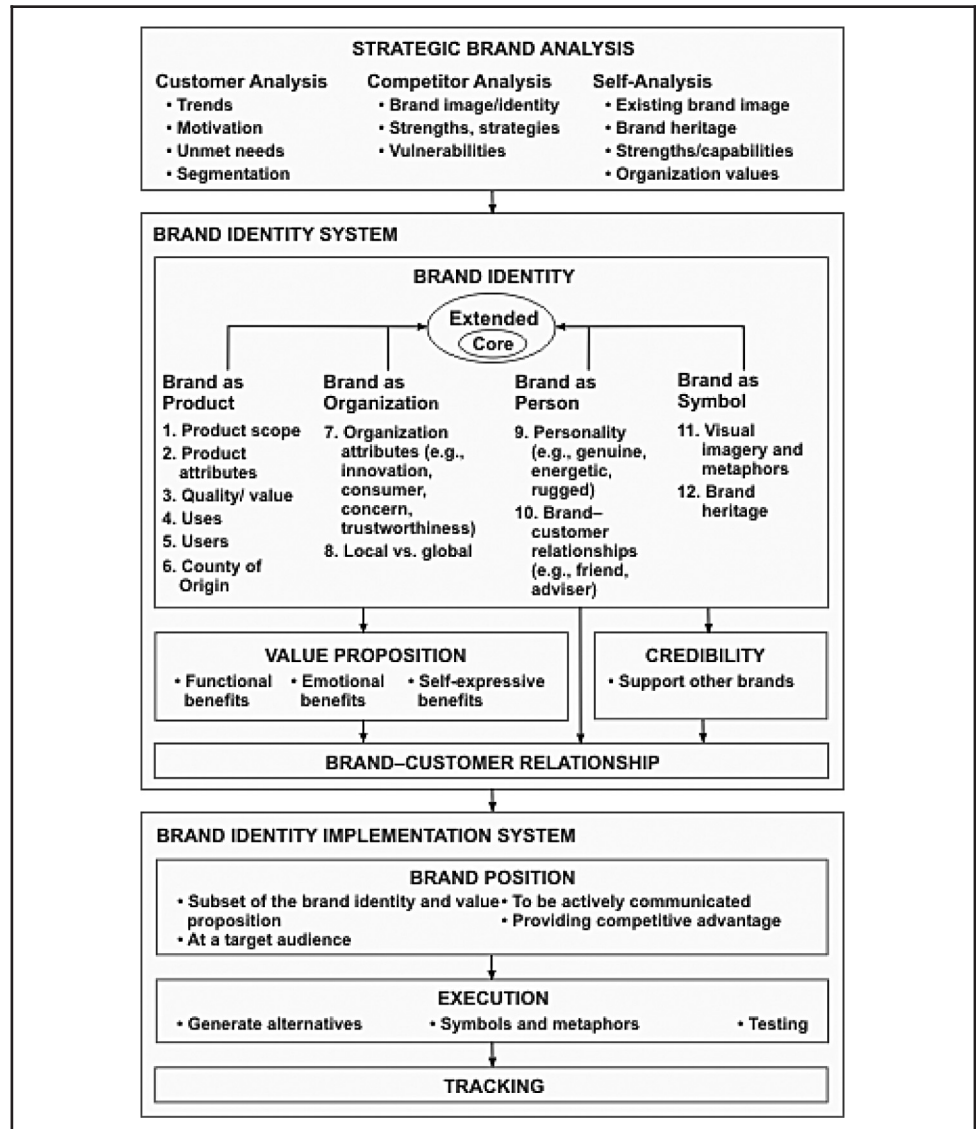 STRATEGIC BRAND ANALYSIS
Customer Analysis
• Trends
• Motivation
• Unmet needs
• Segmentation
Competitor Analysis
• Brand image/identity
• Strengths, strategies
• Vulnerabilities
Self-Analysis
• Existing brand image
• Brand heritage
• Strengths/capabilities
• Organization values
BRAND IDENTITY SYSTEM
BRAND IDENTITY
Extended
Core
Brand as
Product
1. Product scope
2. Product
attributes
3. Quality/ value
4. Uses
5. Users
6. County of
Origin
Brand as
Organization
7. Organization
attributes (e.g.,
innovation,
consumer,
concern,
trustworthiness)
8. Local vs. global
Brand as
Person
9. Personality
(e.g., genuine,
energetic,
rugged)
10. Brand–
customer
relationships
(e.g., friend,
adviser)
Brand as
Symbol
11. Visual
imagery and
metaphors
12. Brand
heritage
VALUE PROPOSITION
• Functional
benefits
• Emotional
benefits
• Self-expressive
benefits
CREDIBILITY
• Support other brands
BRAND–CUSTOMER RELATIONSHIP
BRAND IDENTITY IMPLEMENTATION SYSTEM
BRAND POSITION
• Subset of the brand identity and value
proposition
• At a target audience
• To be actively communicated
• Providing competitive advantage
EXECUTION
• Generate alternatives
• Symbols and metaphors
• Testing
TRACKING